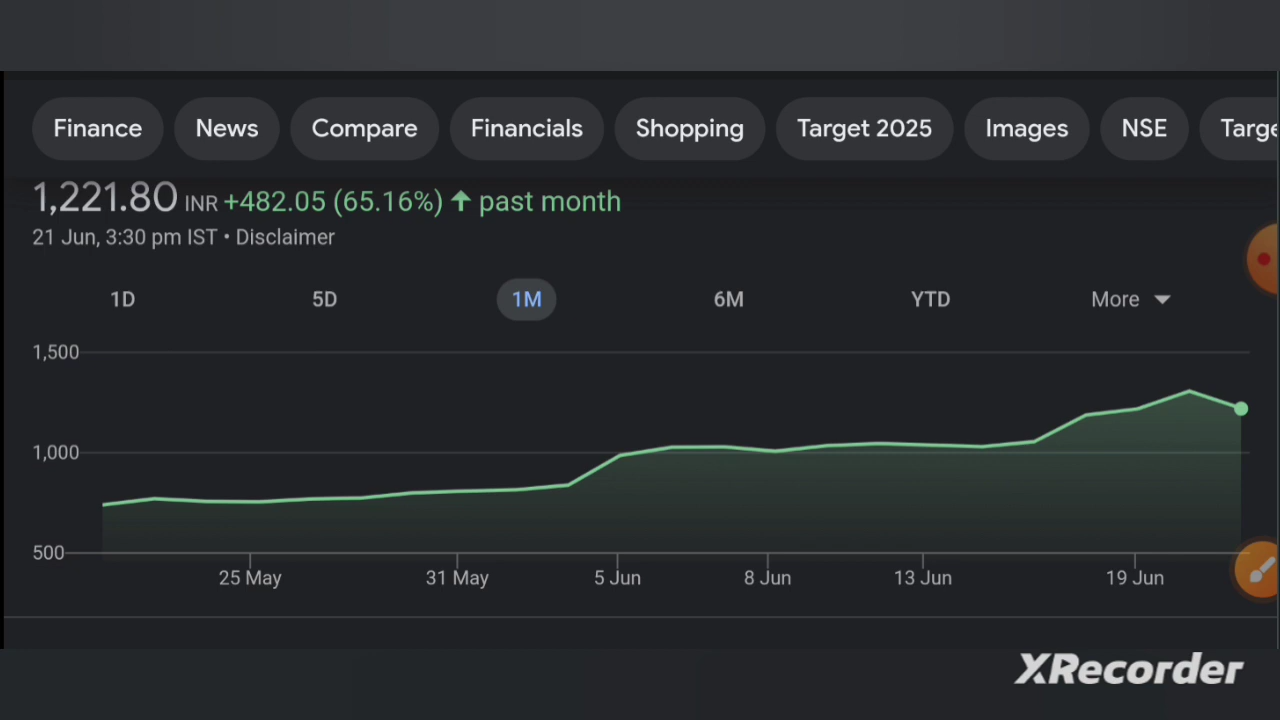 Finance News Compare Financials Shopping Target 2025 Images NSE Targe
1,221.80 INR +482.05 (65.16%) ↑ past month
21 Jun, 3:30 pm IST • Disclaimer
1D 5D 1M 6M YTD More
1,500
1,000
500
25 May 31 May 5 Jun 8 Jun 13 Jun 19 Jun
XRecorder